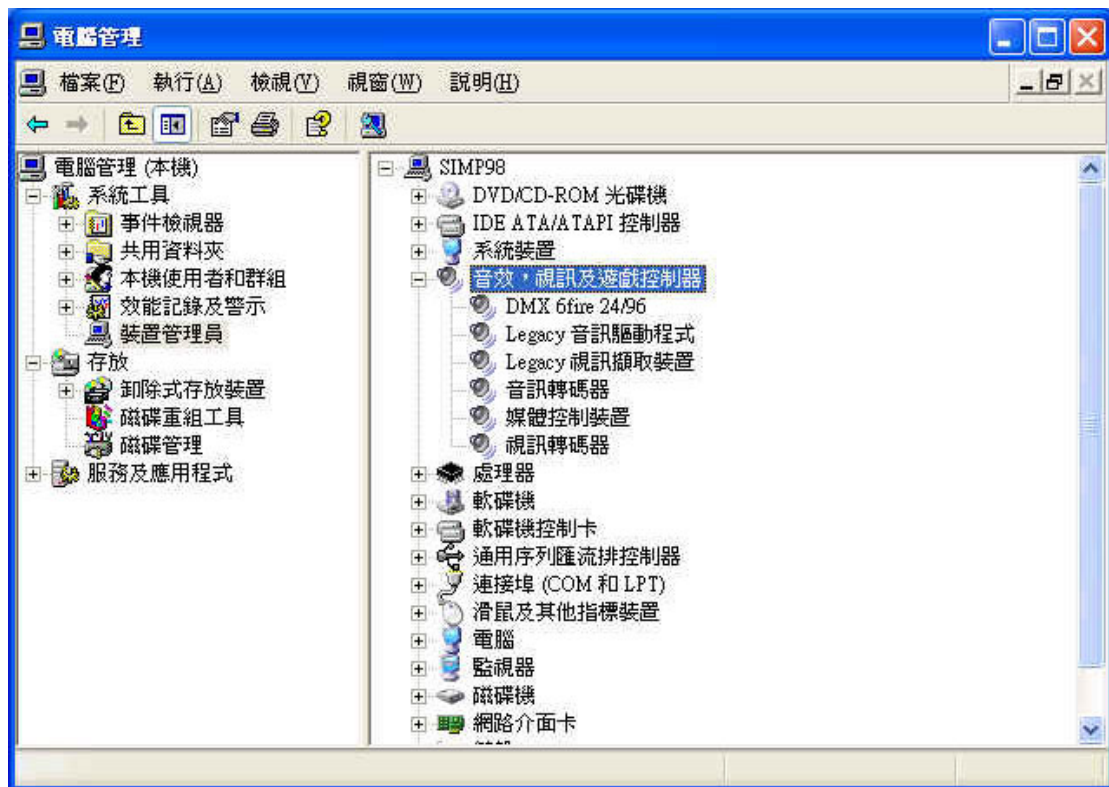 電腦管理
檔案(F) 執行(A) 檢視(V) 視窗(W) 說明(H)
電腦管理 (本機)
系統工具
事件檢視器
共用資料夾
本機使用者和群組
效能記錄及警示
裝置管理員
存放
卸除式存放裝置
磁碟重組工具
磁碟管理
服務及應用程式
SIMP98
DVD/CD-ROM 光碟機
IDE ATA/ATAPI 控制器
系統裝置
音效，視訊及遊戲控制器
DMX 6fire 24/96
Legacy 音訊驅動程式
Legacy 視訊擷取裝置
音訊轉碼器
媒體控制裝置
視訊轉碼器
處理器
軟碟機
軟碟機控制卡
通用序列匯流排控制器
連接埠 (COM 和 LPT)
滑鼠及其他指標裝置
電腦
監視器
磁碟機
網路介面卡